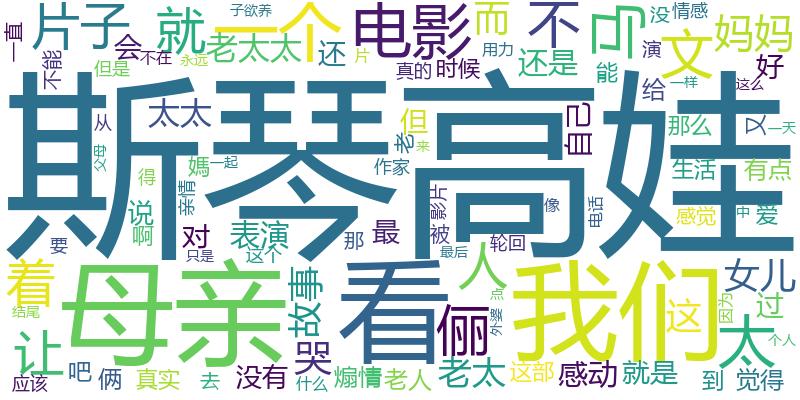 子欲养
一直
片子
就
一个
电影
而
不
马
没
情感
妈妈
会
老太太
还
片
用力
演
文
不能
但是
不在
永远
真的
时候
还是
能
好
一样
这么
太太
老
但
自己
给
那么
又
一天
斯琴高娃
父母
得
妈
一起
作家
来
生活
有点
亲情
说
啊
对
表演
那
最
被
影片
像
电话
感觉
中
爱
要
只是
这个
最后
轮回
着
母亲
看
人
我们
这
女儿
结尾
故事
点
外婆
因为
过
让
哭
俪
太
个人
应该
吧
俩
真实
去
没有
什么
煽情
老人
老太
这部
感动
就是
到
觉得